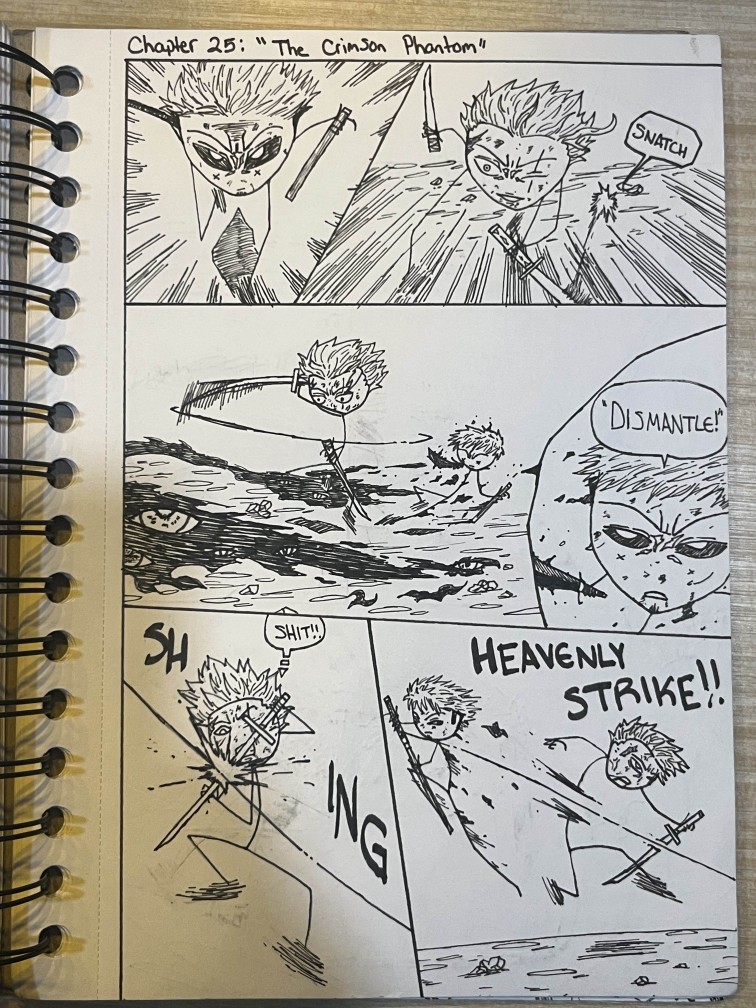 Chapter 25: "The Crimson Phantom"
SNATCH
"DISMANTLE!"
SHIT!!
SH
ING
HEAVENLY
STRIKE!!